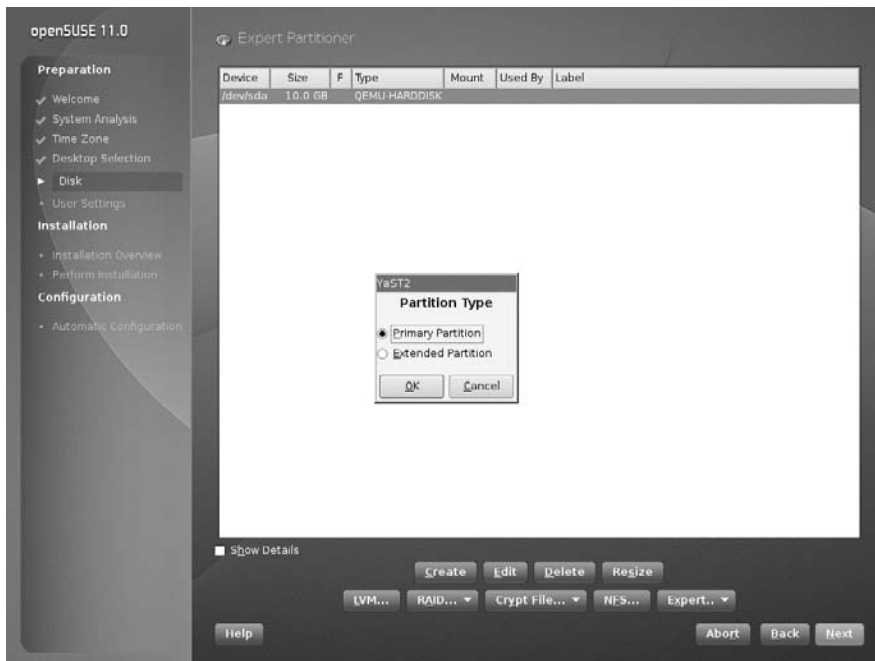 openSUSE 11.0
Preparation
Welcome
System Analysis
Time Zone
Desktop Selection
Disk
User Settings
Installation
Installation Overview
Perform Installation
Configuration
Automatic Configuration
Expert Partitioner
Device Size F Type Mount Used By Label
/dev/sda 10.0 GB QEMU-HARDDISK
YaST2
Partition Type
Primary Partition
Extended Partition
OK Cancel
Show Details
Create Edit Delete Resize
LVM... RAID... Crypt File... NFS... Expert..
Help Abort Back Next